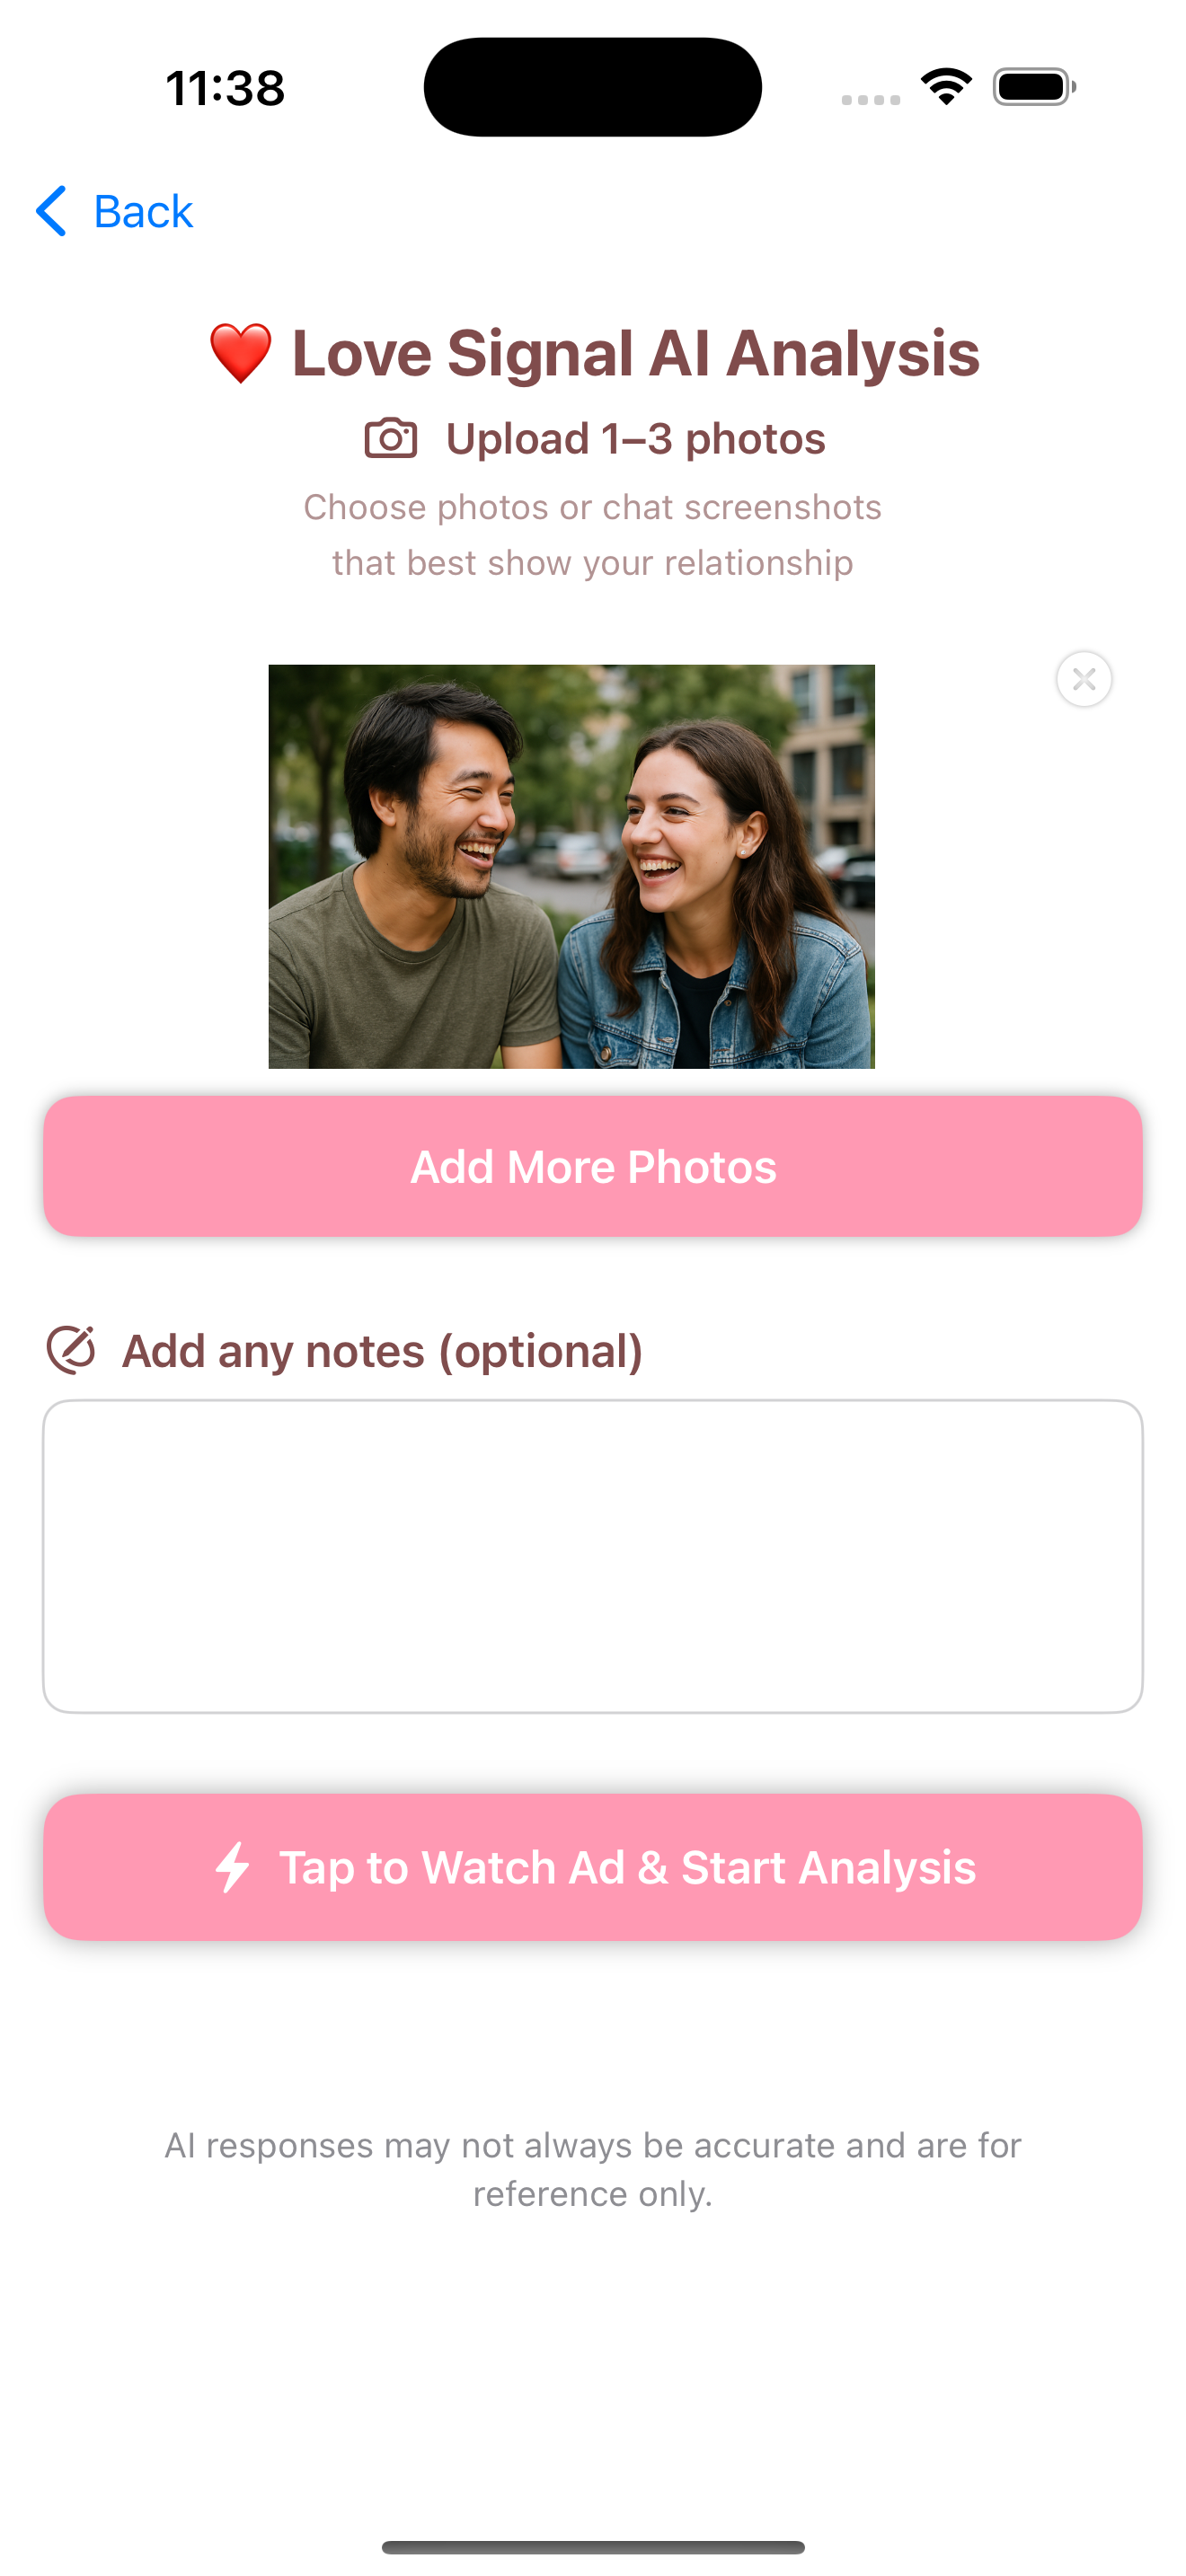 11:38
Back
❤️ Love Signal AI Analysis
Upload 1–3 photos
Choose photos or chat screenshots
that best show your relationship
Add More Photos
Add any notes (optional)
Tap to Watch Ad & Start Analysis
AI responses may not always be accurate and are for
reference only.